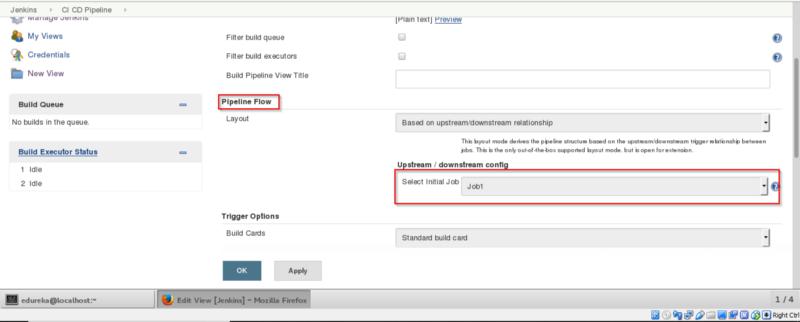 Jenkins › CI CD Pipeline ›
Manage Jenkins
My Views
Credentials
New View
Build Queue
No builds in the queue.
Build Executor Status
1 Idle
2 Idle
[Plain text] Preview
Filter build queue
Filter build executors
Build Pipeline View Title
Pipeline Flow
Layout
Based on upstream/downstream relationship
This layout mode derives the pipeline structure based on the upstream/downstream trigger relationship between
jobs. This is the only out-of-the-box supported layout mode, but is open for extension.
Upstream / downstream config
Select Initial Job
Job1
Trigger Options
Build Cards
Standard build card
OK
Apply
edureka@localhost:~
Edit View [Jenkins] - Mozilla Firefox
1 / 4
Right Ctrl